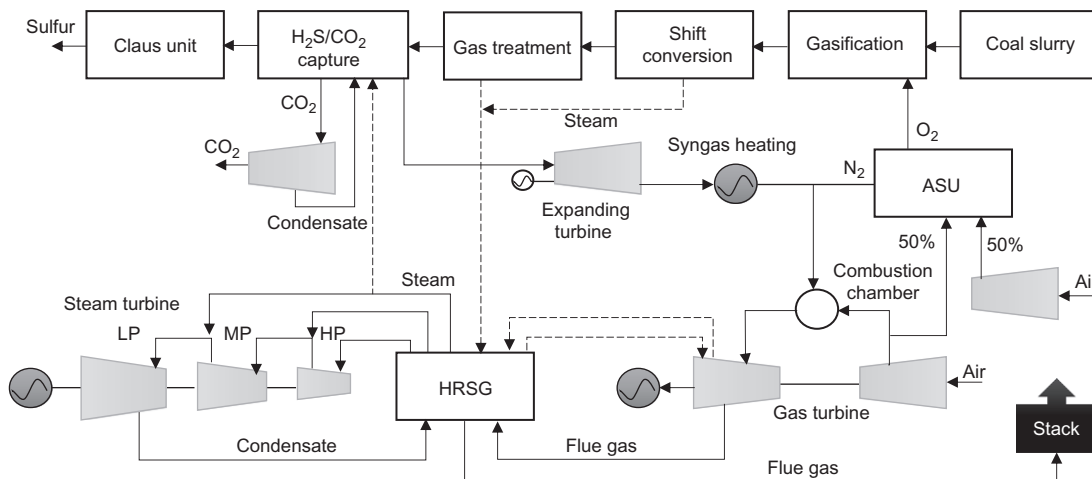 Sulfur
Claus unit
H₂S/CO₂
capture
Gas treatment
Shift
conversion
Gasification
Coal slurry
CO₂
Steam
O₂
CO₂
Syngas heating
N₂
ASU
Condensate
Expanding
turbine
50%
50%
Steam
Combustion
chamber
Ai
Steam turbine
LP
MP
HP
HRSG
Air
Gas turbine
Stack
Condensate
Flue gas
Flue gas